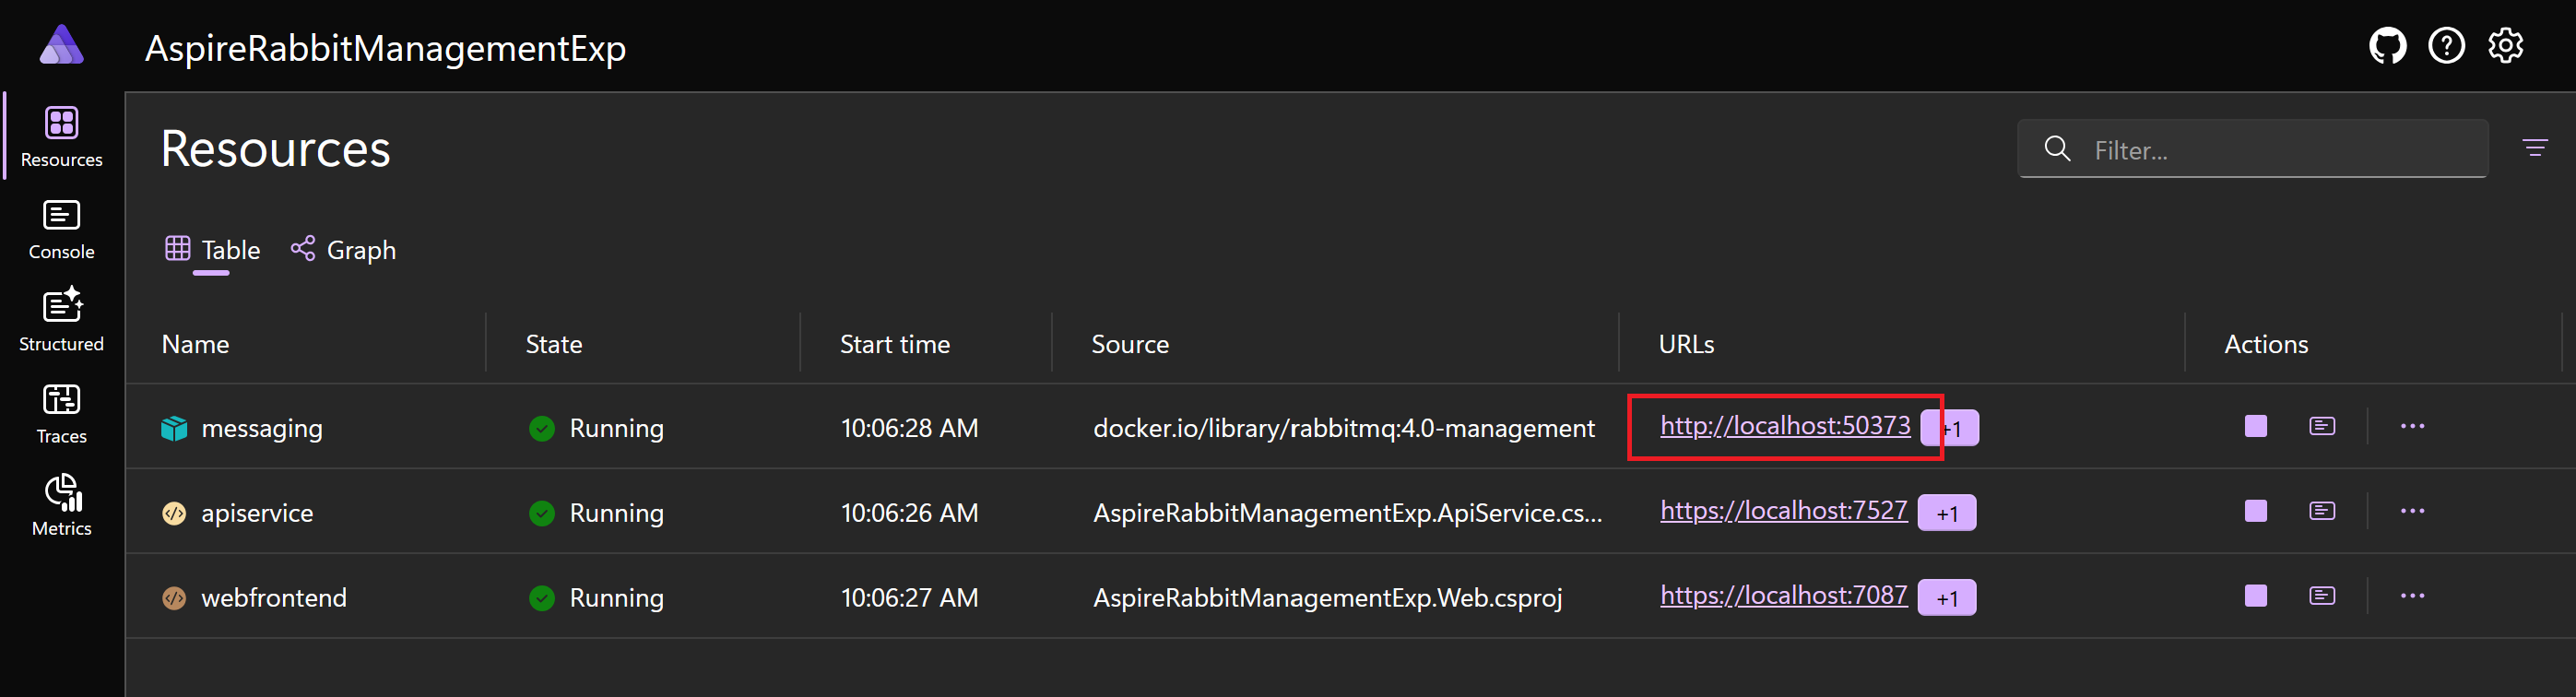 AspireRabbitManagementExp
Resources
Resources
Filter...
Console
Table Graph
Structured
Name State Start time Source URLs Actions
Traces
messaging Running 10:06:28 AM docker.io/library/rabbitmq:4.0-management http://localhost:50373 +1
Metrics
apiservice Running 10:06:26 AM AspireRabbitManagementExp.ApiService.cs... https://localhost:7527 +1
webfrontend Running 10:06:27 AM AspireRabbitManagementExp.Web.csproj https://localhost:7087 +1